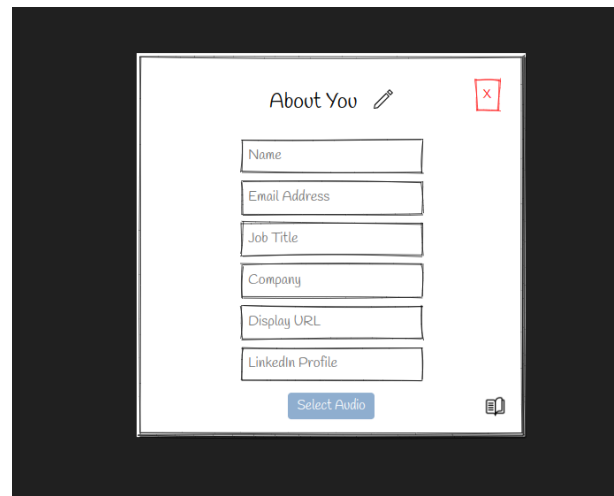 About You
X
Name
Email Address
Job Title
Company
Display URL
LinkedIn Profile
Select Audio